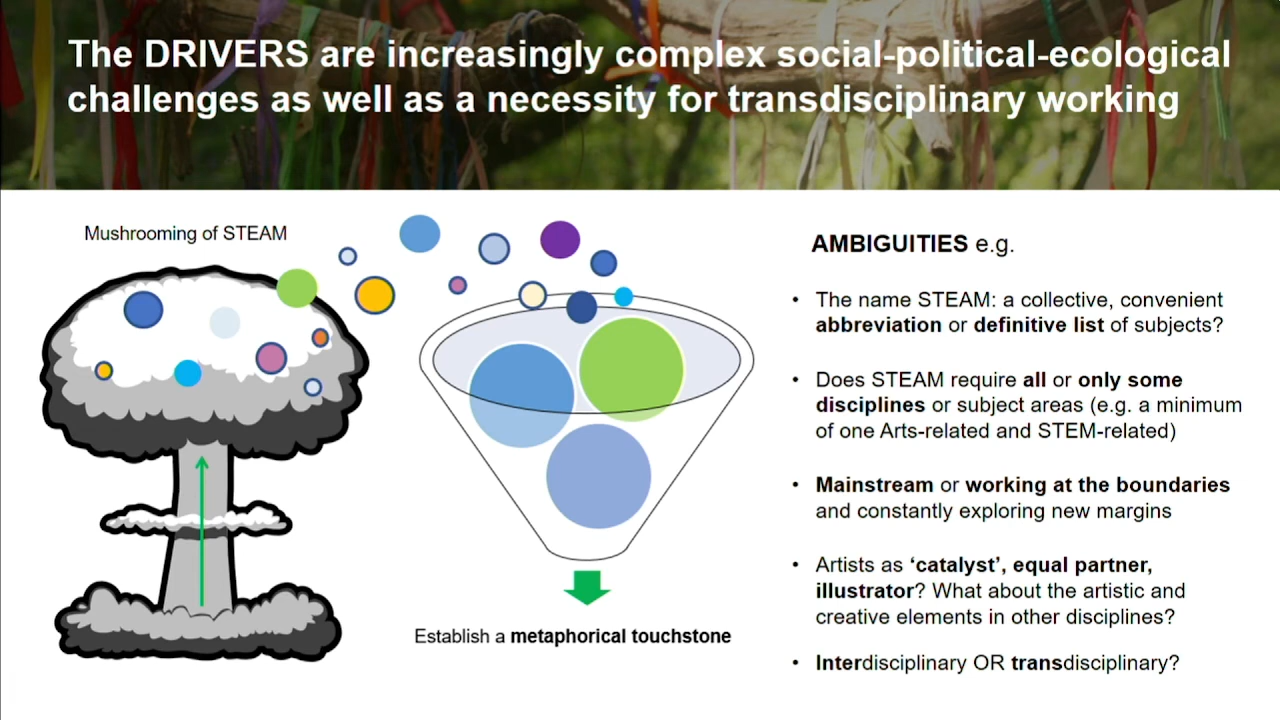 The DRIVERS are increasingly complex social-political-ecological
challenges as well as a necessity for transdisciplinary working
Mushrooming of STEAM
Establish a metaphorical touchstone
AMBIGUITIES e.g.
• The name STEAM: a collective, convenient
abbreviation or definitive list of subjects?
• Does STEAM require all or only some
disciplines or subject areas (e.g. a minimum
of one Arts-related and STEM-related)
• Mainstream or working at the boundaries
and constantly exploring new margins
• Artists as ‘catalyst’, equal partner,
illustrator? What about the artistic and
creative elements in other disciplines?
• Interdisciplinary OR transdisciplinary?